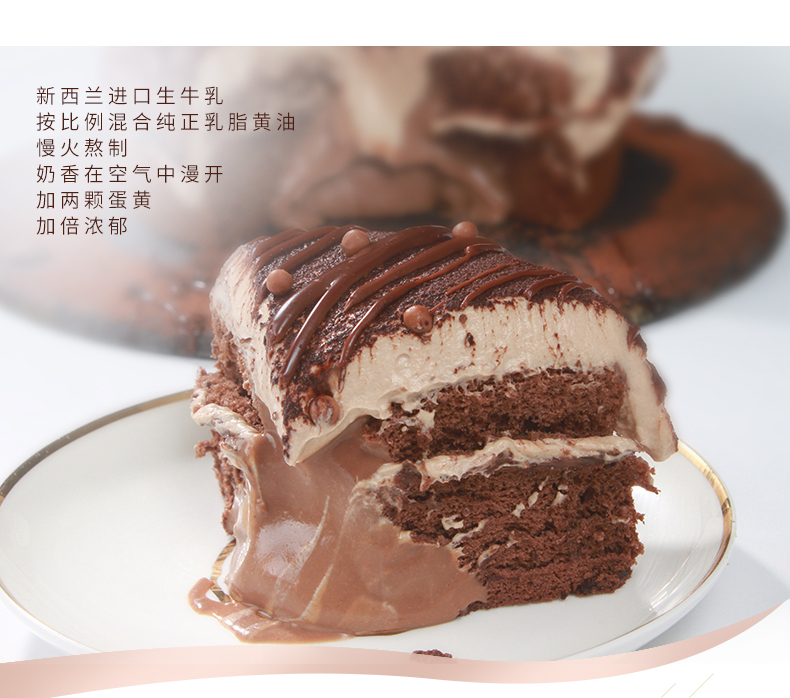 新西兰进口生牛乳
按比例混合纯正乳脂黄油
慢火熬制
奶香在空气中漫开
加两颗蛋黄
加倍浓郁